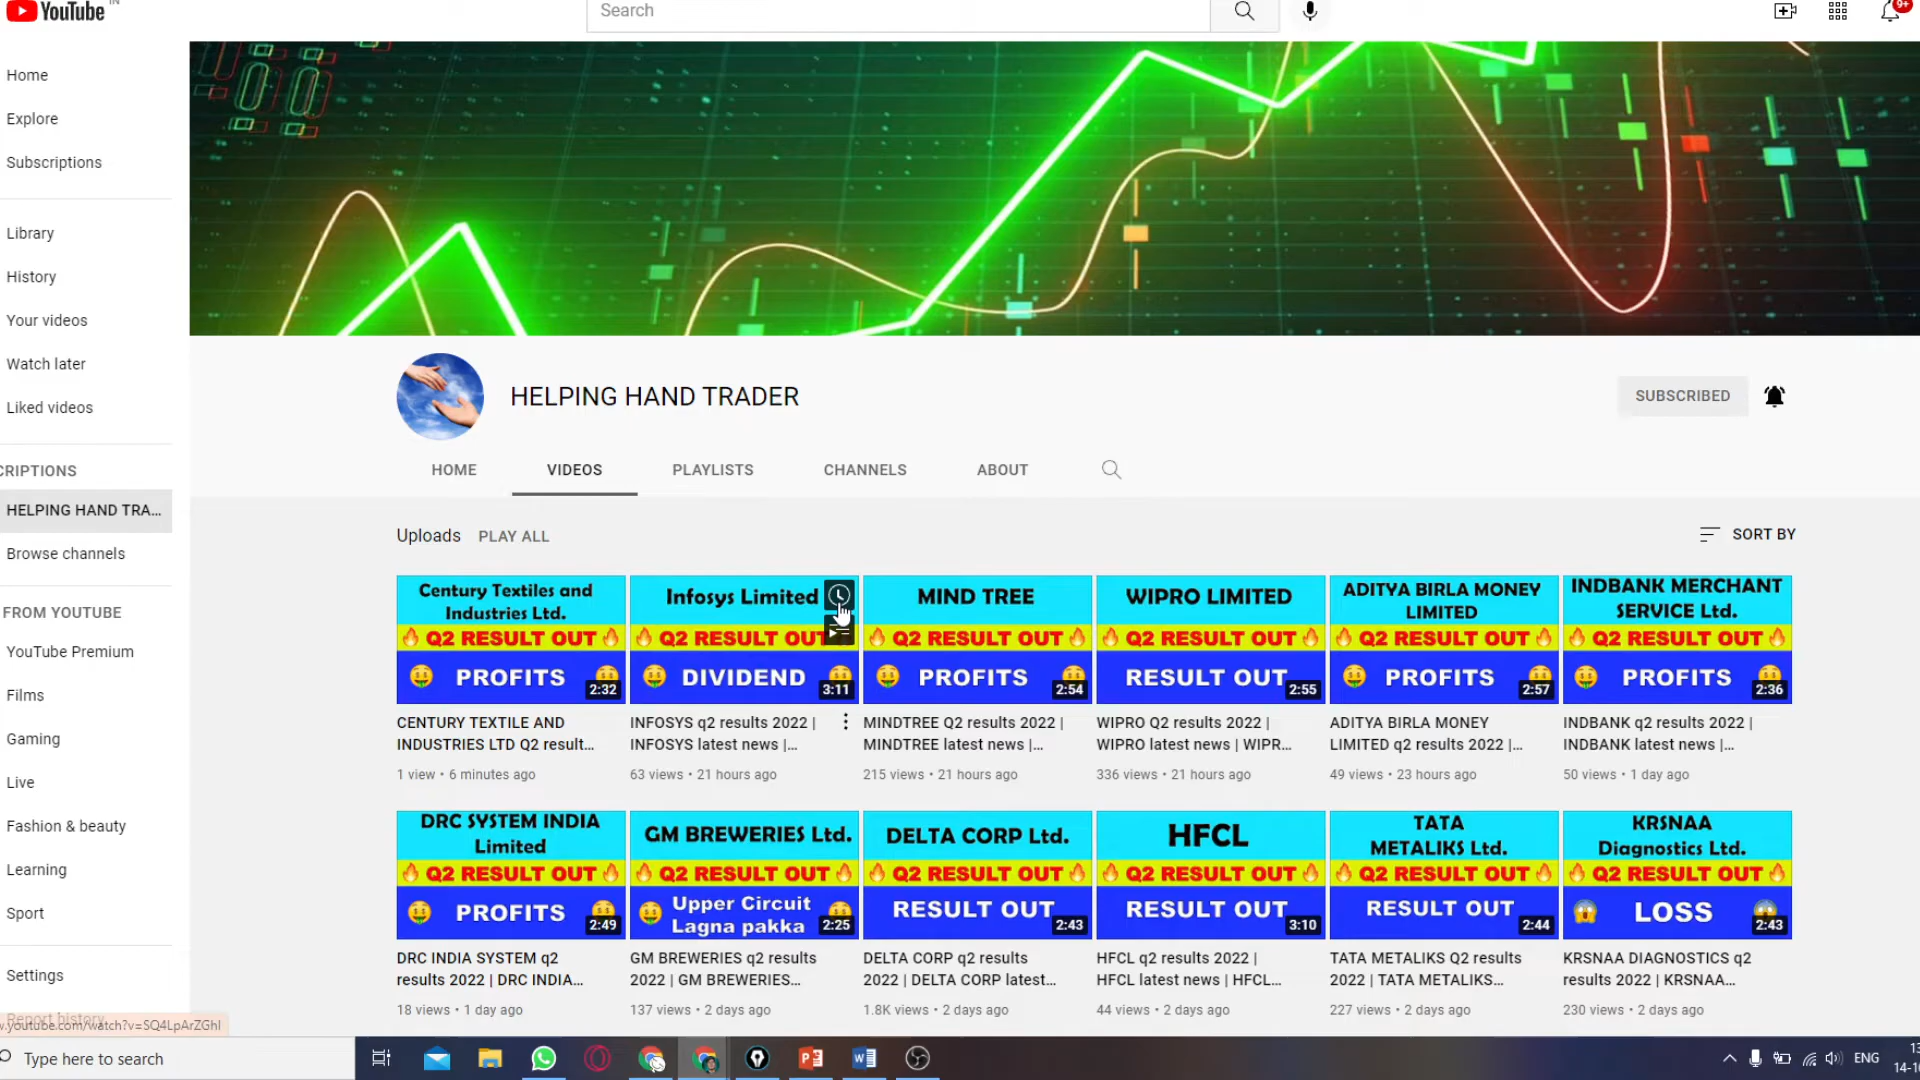 YouTube IN
Search
9+
Home
Explore
Subscriptions
Library
History
Your videos
Watch later
Liked videos
CRIPTIONS
HELPING HAND TRA...
Browse channels
FROM YOUTUBE
YouTube Premium
Films
Gaming
Live
Fashion & beauty
Learning
Sport
Settings
Report history
w.youtube.com/watch?v=SQ4LpArZGhI
HELPING HAND TRADER
SUBSCRIBED
HOME VIDEOS PLAYLISTS CHANNELS ABOUT
Uploads PLAY ALL
SORT BY
Century Textiles and
Industries Ltd.
Q2 RESULT OUT
PROFITS
2:32
CENTURY TEXTILE AND
INDUSTRIES LTD Q2 result...
1 view • 6 minutes ago
Infosys Limited
Q2 RESULT OUT
DIVIDEND
3:11
INFOSYS q2 results 2022 |
INFOSYS latest news |...
63 views • 21 hours ago
MIND TREE
Q2 RESULT OUT
PROFITS
2:54
MINDTREE Q2 results 2022 |
MINDTREE latest news |...
215 views • 21 hours ago
WIPRO LIMITED
Q2 RESULT OUT
RESULT OUT
2:55
WIPRO Q2 results 2022 |
WIPRO latest news | WIPR...
336 views • 21 hours ago
ADITYA BIRLA MONEY
LIMITED
Q2 RESULT OUT
PROFITS
2:57
ADITYA BIRLA MONEY
LIMITED q2 results 2022 |...
49 views • 23 hours ago
INDBANK MERCHANT
SERVICE Ltd.
Q2 RESULT OUT
PROFITS
2:36
INDBANK q2 results 2022 |
INDBANK latest news |...
50 views • 1 day ago
DRC SYSTEM INDIA
Limited
Q2 RESULT OUT
PROFITS
2:49
DRC INDIA SYSTEM q2
results 2022 | DRC INDIA...
18 views • 1 day ago
GM BREWERIES Ltd.
Q2 RESULT OUT
Upper Circuit
Lagna pakka
2:25
GM BREWERIES q2 results
2022 | GM BREWERIES...
137 views • 2 days ago
DELTA CORP Ltd.
Q2 RESULT OUT
RESULT OUT
2:43
DELTA CORP q2 results
2022 | DELTA CORP latest...
1.8K views • 2 days ago
HFCL
Q2 RESULT OUT
RESULT OUT
3:10
HFCL q2 results 2022 |
HFCL latest news | HFCL...
44 views • 2 days ago
TATA
METALIKS Ltd.
Q2 RESULT OUT
RESULT OUT
2:44
TATA METALIKS Q2 results
2022 | TATA METALIKS...
227 views • 2 days ago
KRSNAA
Diagnostics Ltd.
Q2 RESULT OUT
LOSS
2:43
KRSNAA DIAGNOSTICS q2
results 2022 | KRSNAA...
230 views • 2 days ago
Type here to search
ENG